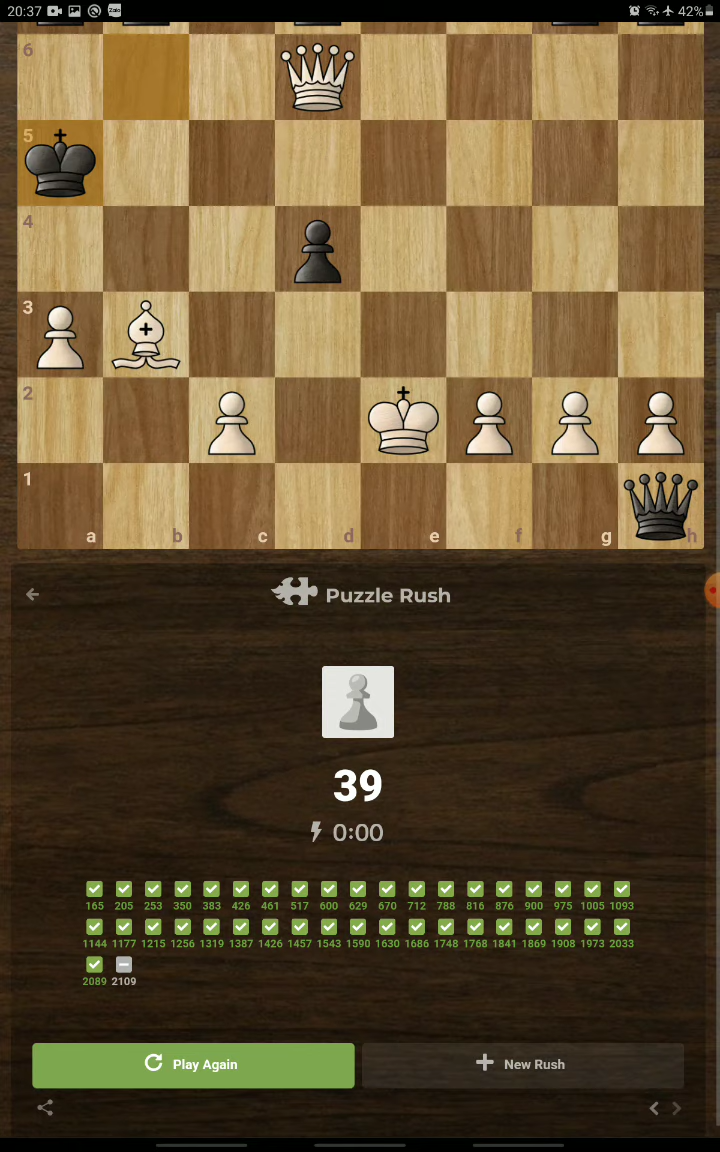 20:37 Zalo 42%
6
5
4
3
2
1
a b c d e f g h
Puzzle Rush
39
0:00
165 205 253 350 383 426 461 517 600 629 670 712 788 816 876 900 975 1005 1093
1144 1177 1215 1256 1319 1387 1426 1457 1543 1590 1630 1686 1748 1768 1841 1869 1908 1973 2033
2089 2109
Play Again New Rush